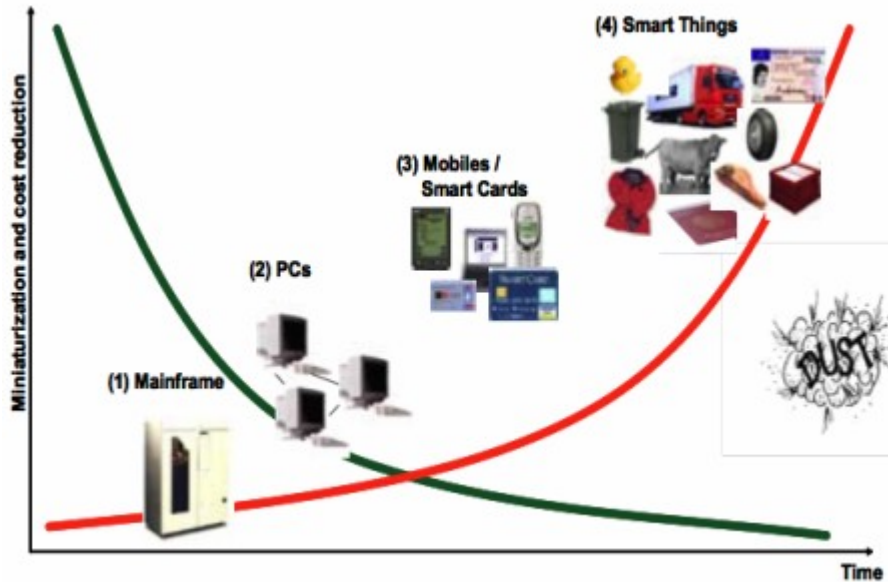 Miniaturization and cost reduction
(1) Mainframe
(2) PCs
(3) Mobiles /
Smart Cards
(4) Smart Things
DUST
Time